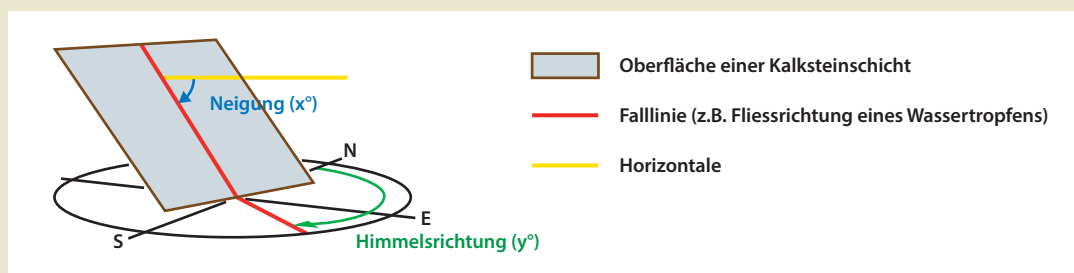 Neigung (x°)
N
E
S
Himmelsrichtung (y°)
Oberfläche einer Kalksteinschicht
Falllinie (z.B. Fliessrichtung eines Wassertropfens)
Horizontale